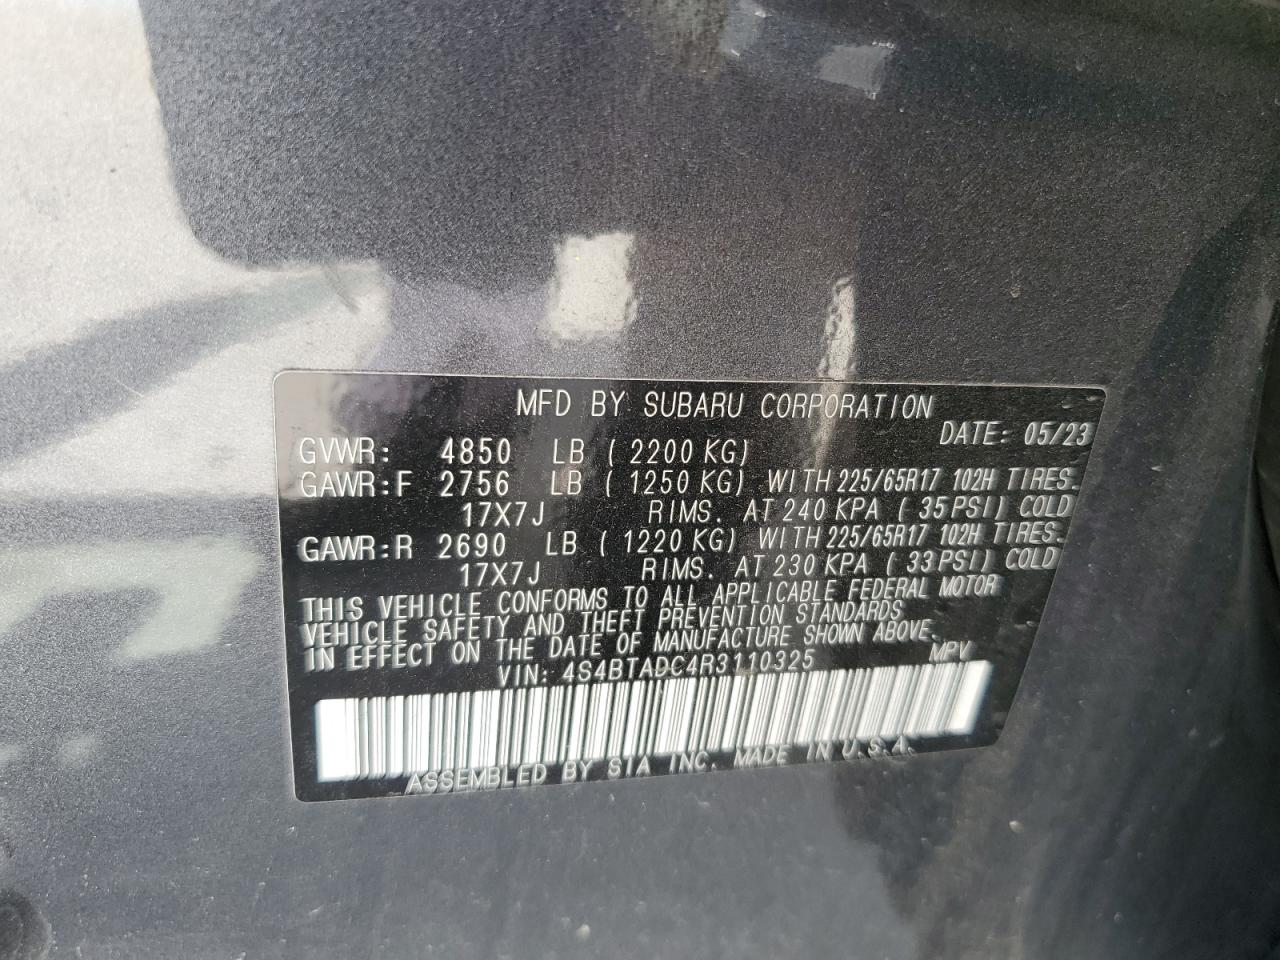 MFD BY SUBARU CORPORATION
DATE: 05/23
GVWR: 4850 LB ( 2200 KG)
GAWR:F 2756 LB ( 1250 KG) WITH 225/65R17 102H TIRES.
17X7J RIMS. AT 240 KPA ( 35 PSI) COLD
GAWR:R 2690 LB ( 1220 KG) WITH 225/65R17 102H TIRES.
17X7J RIMS. AT 230 KPA ( 33 PSI) COLD
THIS VEHICLE CONFORMS TO ALL APPLICABLE FEDERAL MOTOR
VEHICLE SAFETY AND THEFT PREVENTION STANDARDS
IN EFFECT ON THE DATE OF MANUFACTURE SHOWN ABOVE.
VIN: 4S4BTADC4R3110325 MPV
ASSEMBLED BY SIA INC. MADE IN U.S.A.